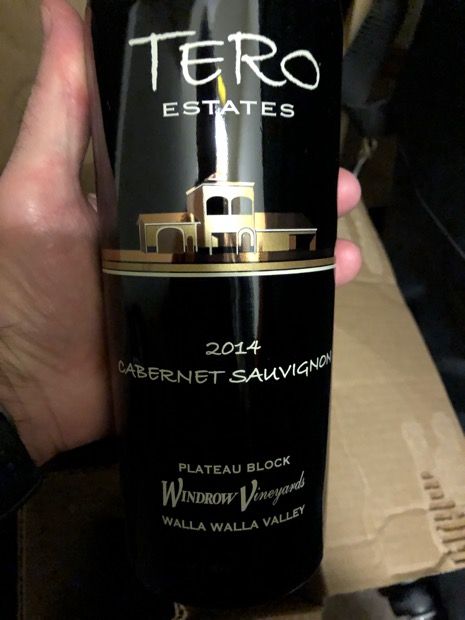 TERO
ESTATES
2014
CABERNET SAUVIGNON
PLATEAU BLOCK
WINDROW Vineyards
WALLA WALLA VALLEY